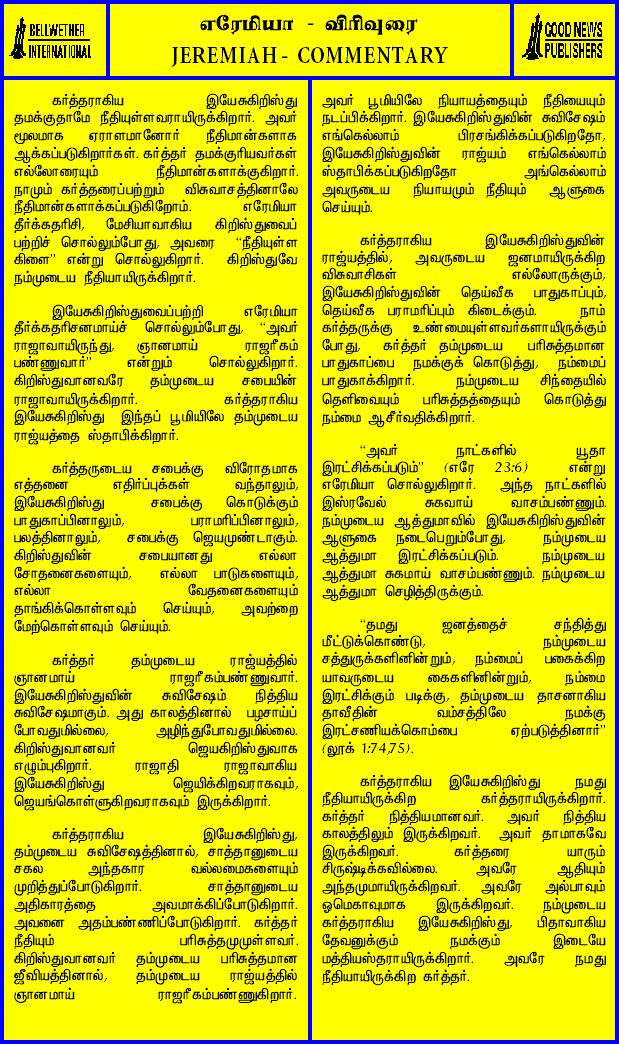 BELLWETHER
INTERNATIONAL
எரேமியா - விரிவுரை
JEREMIAH - COMMENTARY
GOOD NEWS
PUBLISHERS
கர்த்தராகிய இயேசுகிறிஸ்து
தமக்குதாமே நீதியுள்ளவராயிருக்கிறார். அவர்
மூலமாக ஏராளமானோர் நீதிமான்களாக
ஆக்கப்படுகிறார்கள். கர்த்தர் தமக்குரியவர்கள்
எல்லோரையும் நீதிமான்களாக்குகிறார்.
நாமும் கர்த்தரைப்பற்றும் விசுவாசத்தினாலே
நீதிமான்களாக்கப்படுகிறோம். எரேமியா
தீர்க்கதரிசி, மேசியாவாகிய கிறிஸ்துவைப்
பற்றிச் சொல்லும்போது, அவரை “நீதியுள்ள
கிளை” என்று சொல்லுகிறார். கிறிஸ்துவே
நம்முடைய நீதியாயிருக்கிறார்.
இயேசுகிறிஸ்துவைப்பற்றி எரேமியா
தீர்க்கதரிசனமாய்ச் சொல்லும்போது, “அவர்
ராஜாவாயிருந்து, ஞானமாய் ராஜரீகம்
பண்ணுவார்” என்றும் சொல்லுகிறார்.
கிறிஸ்துவானவரே தம்முடைய சபையின்
ராஜாவாயிருக்கிறார். கர்த்தராகிய
இயேசுகிறிஸ்து இந்தப் பூமியிலே தம்முடைய
ராஜ்யத்தை ஸ்தாபிக்கிறார்.
கர்த்தருடைய சபைக்கு விரோதமாக
எத்தனை எதிர்ப்புக்கள் வந்தாலும்,
இயேசுகிறிஸ்து சபைக்கு கொடுக்கும்
பாதுகாப்பினாலும், பராமரிப்பினாலும்,
பலத்தினாலும், சபைக்கு ஜெயமுண்டாகும்.
கிறிஸ்துவின் சபையானது எல்லா
சோதனைகளையும், எல்லா பாடுகளையும்,
எல்லா வேதனைகளையும்
தாங்கிக்கொள்ளவும் செய்யும், அவற்றை
மேற்கொள்ளவும் செய்யும்.
கர்த்தர் தம்முடைய ராஜ்யத்தில்
ஞானமாய் ராஜரீகம்பண்ணுவார்.
இயேசுகிறிஸ்துவின் சுவிசேஷம் நித்திய
சுவிசேஷமாகும். அது காலத்தினால் பழசாய்ப்
போவதுமில்லை, அழிந்துபோவதுமில்லை.
கிறிஸ்துவானவர் ஜெயகிறிஸ்துவாக
எழும்புகிறார். ராஜாதி ராஜாவாகிய
இயேசுகிறிஸ்து ஜெயிக்கிறவராகவும்,
ஜெயங்கொள்ளுகிறவராகவும் இருக்கிறார்.
கர்த்தராகிய இயேசுகிறிஸ்து,
தம்முடைய சுவிசேஷத்தினால், சாத்தானுடைய
சகல அந்தகார வல்லமைகளையும்
முறித்துப்போடுகிறார். சாத்தானுடைய
அதிகாரத்தை அவமாக்கிப்போடுகிறார்.
அவனை அதம்பண்ணிப்போடுகிறார். கர்த்தர்
நீதியும் பரிசுத்தமுமுள்ளவர்.
கிறிஸ்துவானவர் தம்முடைய பரிசுத்தமான
ஜீவியத்தினால், தம்முடைய ராஜ்யத்தில்
ஞானமாய் ராஜரீகம்பண்ணுகிறார்.
அவர் பூமியிலே நியாயத்தையும் நீதியையும்
நடப்பிக்கிறார். இயேசுகிறிஸ்துவின் சுவிசேஷம்
எங்கெல்லாம் பிரசங்கிக்கப்படுகிறதோ,
இயேசுகிறிஸ்துவின் ராஜ்யம் எங்கெல்லாம்
ஸ்தாபிக்கப்படுகிறதோ அங்கெல்லாம்
அவருடைய நியாயமும் நீதியும் ஆளுகை
செய்யும்.
கர்த்தராகிய இயேசுகிறிஸ்துவின்
ராஜ்யத்தில், அவருடைய ஜனமாயிருக்கிற
விசுவாசிகள் எல்லோருக்கும்,
இயேசுகிறிஸ்துவின் தெய்வீக பாதுகாப்பும்,
தெய்வீக பராமரிப்பும் கிடைக்கும். நாம்
கர்த்தருக்கு உண்மையுள்ளவர்களாயிருக்கும்
போது, கர்த்தர் தம்முடைய பரிசுத்தமான
பாதுகாப்பை நமக்குக் கொடுத்து, நம்மைப்
பாதுகாக்கிறார். நம்முடைய சிந்தையில்
தெளிவையும் பரிசுத்தத்தையும் கொடுத்து
நம்மை ஆசீர்வதிக்கிறார்.
“அவர் நாட்களில் யூதா
இரட்சிக்கப்படும்” (எரே 23:6) என்று
எரேமியா சொல்லுகிறார். அந்த நாட்களில்
இஸ்ரவேல் சுகவாய் வாசம்பண்ணும்.
நம்முடைய ஆத்துமாவில் இயேசுகிறிஸ்துவின்
ஆளுகை நடைபெறும்போது, நம்முடைய
ஆத்துமா இரட்சிக்கப்படும். நம்முடைய
ஆத்துமா சுகமாய் வாசம்பண்ணும். நம்முடைய
ஆத்துமா செழித்திருக்கும்.
“தமது ஜனத்தைச் சந்தித்து
மீட்டுக்கொண்டு, நம்முடைய
சத்துருக்களினின்றும், நம்மைப் பகைக்கிற
யாவருடைய கைகளினின்றும், நம்மை
இரட்சிக்கும் படிக்கு, தம்முடைய தாசனாகிய
தாவீதின் வம்சத்திலே நமக்கு
இரட்சணியக்கொம்பை ஏற்படுத்தினார்”
(லூக் 1:74,75).
கர்த்தராகிய இயேசுகிறிஸ்து நமது
நீதியாயிருக்கிற கர்த்தராயிருக்கிறார்.
கர்த்தர் நித்தியமானவர். அவர் நித்திய
காலத்திலும் இருக்கிறவர். அவர் தாமாகவே
இருக்கிறவர். கர்த்தரை யாரும்
சிருஷ்டிக்கவில்லை. அவரே ஆதியும்
அந்தமுமாயிருக்கிறவர். அவரே அல்பாவும்
ஓமெகாவுமாக இருக்கிறவர். நம்முடைய
கர்த்தராகிய இயேசுகிறிஸ்து, பிதாவாகிய
தேவனுக்கும் நமக்கும் இடையே
மத்தியஸ்தராயிருக்கிறார். அவரே நமது
நீதியாயிருக்கிற கர்த்தர்.